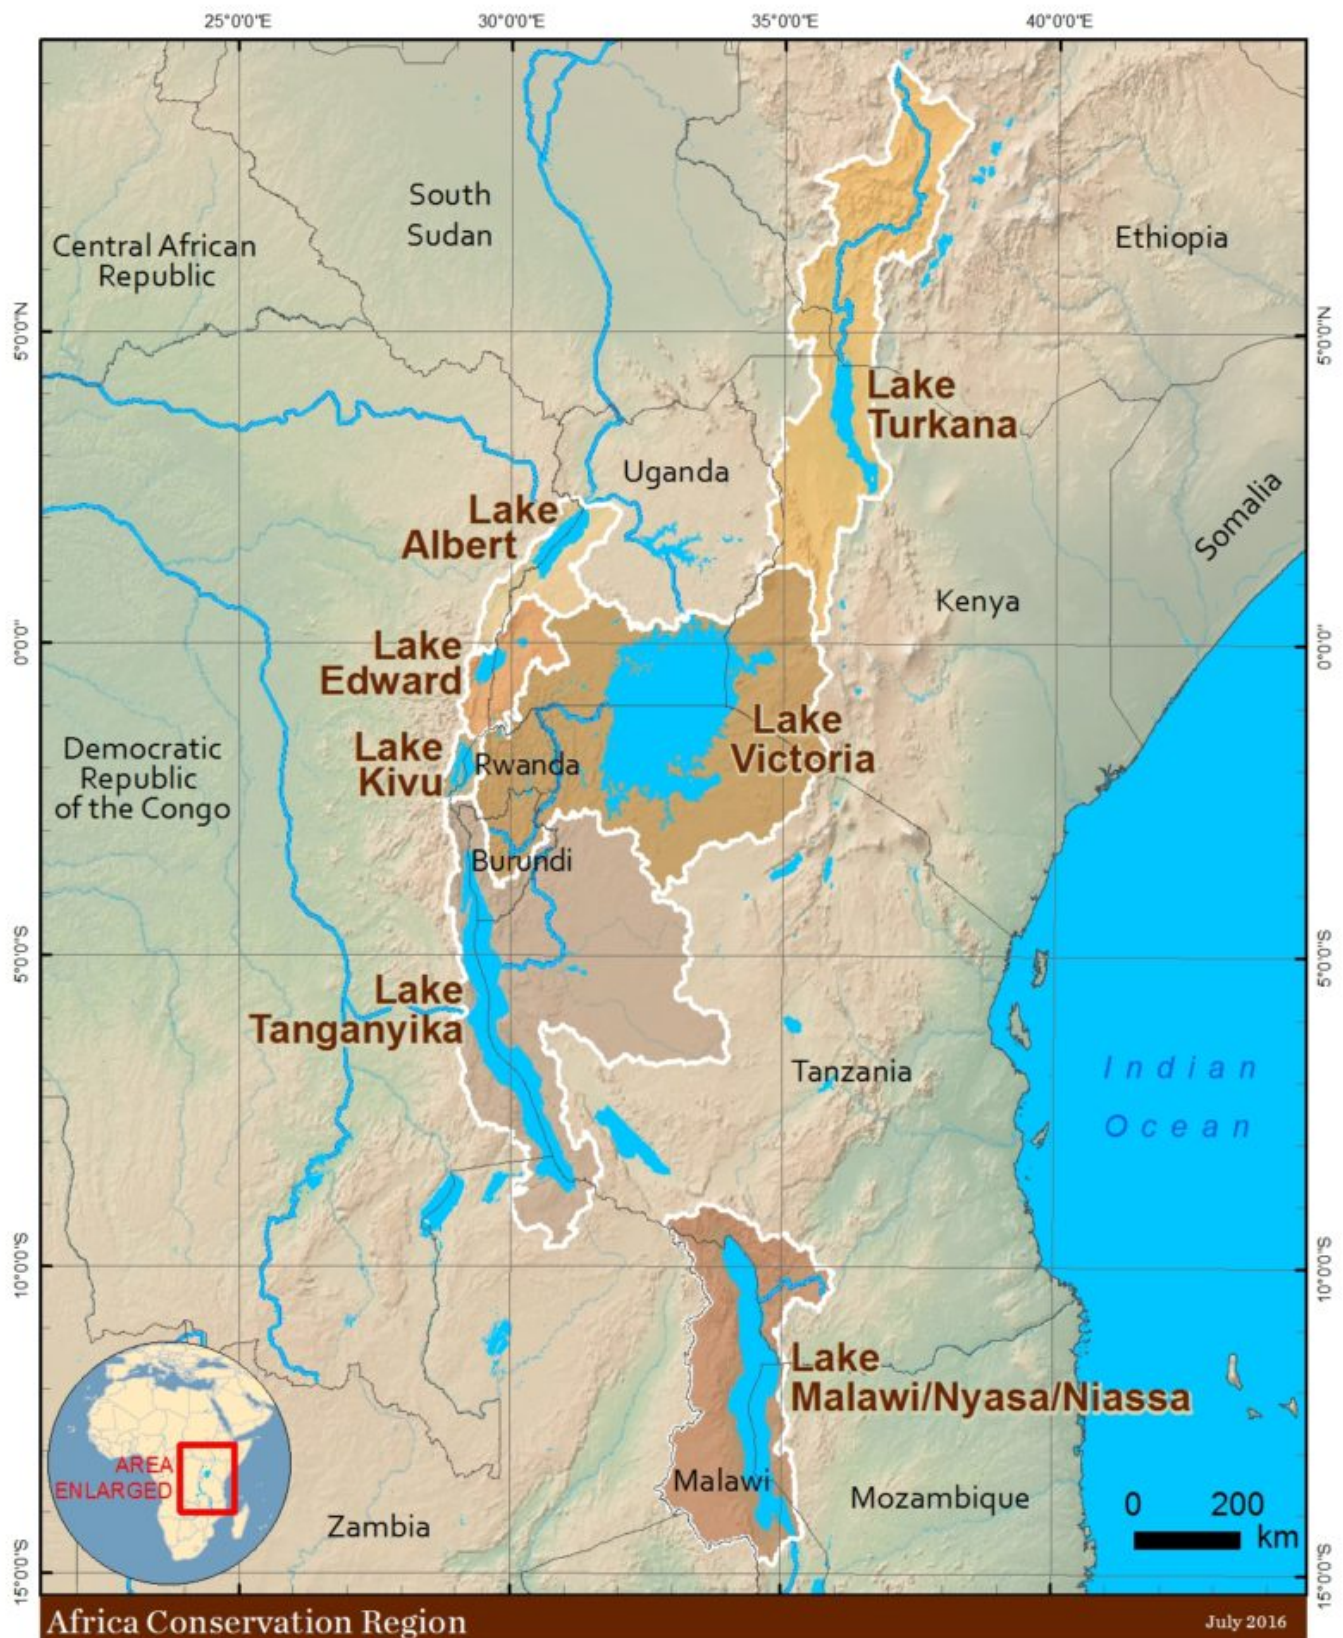 25°0'0"E
30°0'0"E
35°0'0"E
40°0'0"E
South
Sudan
Central African
Republic
Ethiopia
5°0'0"N
5°0'0"N
Lake
Turkana
Uganda
Lake
Albert
Somalia
Kenya
0°0'0"
0°0'0"
Lake
Edward
Lake
Victoria
Lake
Kivu
Rwanda
Democratic
Republic
of the Congo
Burundi
5°0'0"S
5°0'0"S
Lake
Tanganyika
Tanzania
Indian
Ocean
10°0'0"S
10°0'0"S
Lake
Malawi/Nyasa/Niassa
AREA
ENLARGED
Malawi
Mozambique
Zambia
0 200
km
15°0'0"S
15°0'0"S
Africa Conservation Region
July 2016